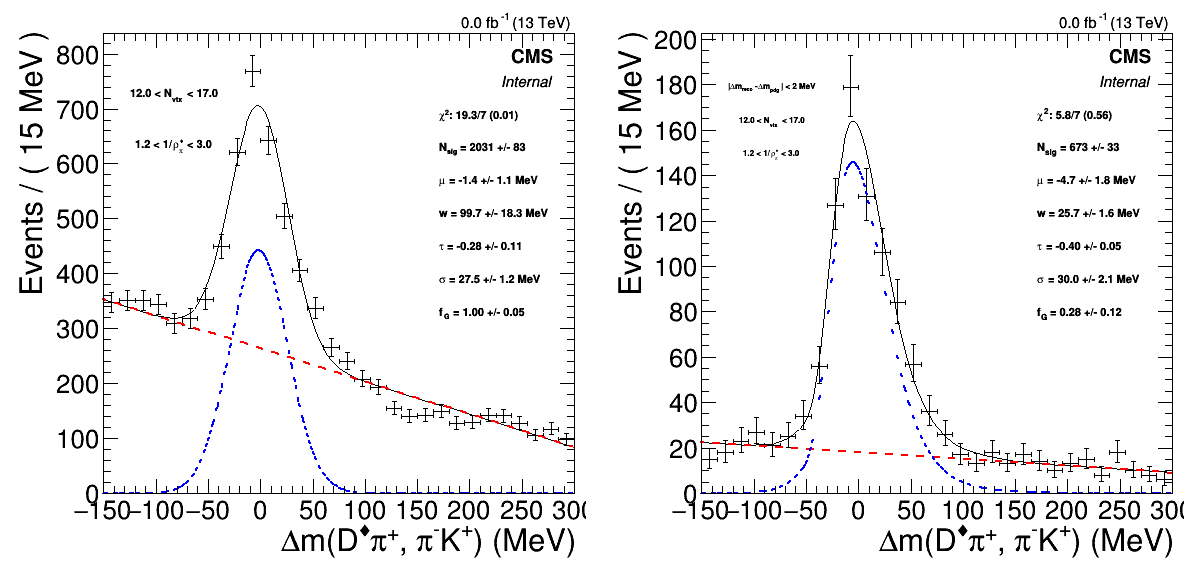 0.0 fb⁻¹ (13 TeV)
CMS
Internal
12.0 < N_vtx < 17.0
1.2 < 1/ρ_π^♦ < 3.0
χ²: 19.3/7 (0.01)
N_sig = 2031 +/- 83
μ = -1.4 +/- 1.1 MeV
w = 99.7 +/- 18.3 MeV
τ = -0.28 +/- 0.11
σ = 27.5 +/- 1.2 MeV
f_G = 1.00 +/- 0.05
Events / ( 15 MeV )
800
700
600
500
400
300
200
100
0
−150 −100 −50 0 50 100 150 200 250 300
Δm(D♦π⁺, π⁻K⁺) (MeV)
0.0 fb⁻¹ (13 TeV)
CMS
Internal
|Δm_reco -Δm_pdg| < 2 MeV
12.0 < N_vtx < 17.0
1.2 < 1/ρ_π^♦ < 3.0
χ²: 5.8/7 (0.56)
N_sig = 673 +/- 33
μ = -4.7 +/- 1.8 MeV
w = 25.7 +/- 1.6 MeV
τ = -0.40 +/- 0.05
σ = 30.0 +/- 2.1 MeV
f_G = 0.28 +/- 0.12
Events / ( 15 MeV )
200
180
160
140
120
100
80
60
40
20
0
−150 −100 −50 0 50 100 150 200 250 300
Δm(D♦π⁺, π⁻K⁺) (MeV)